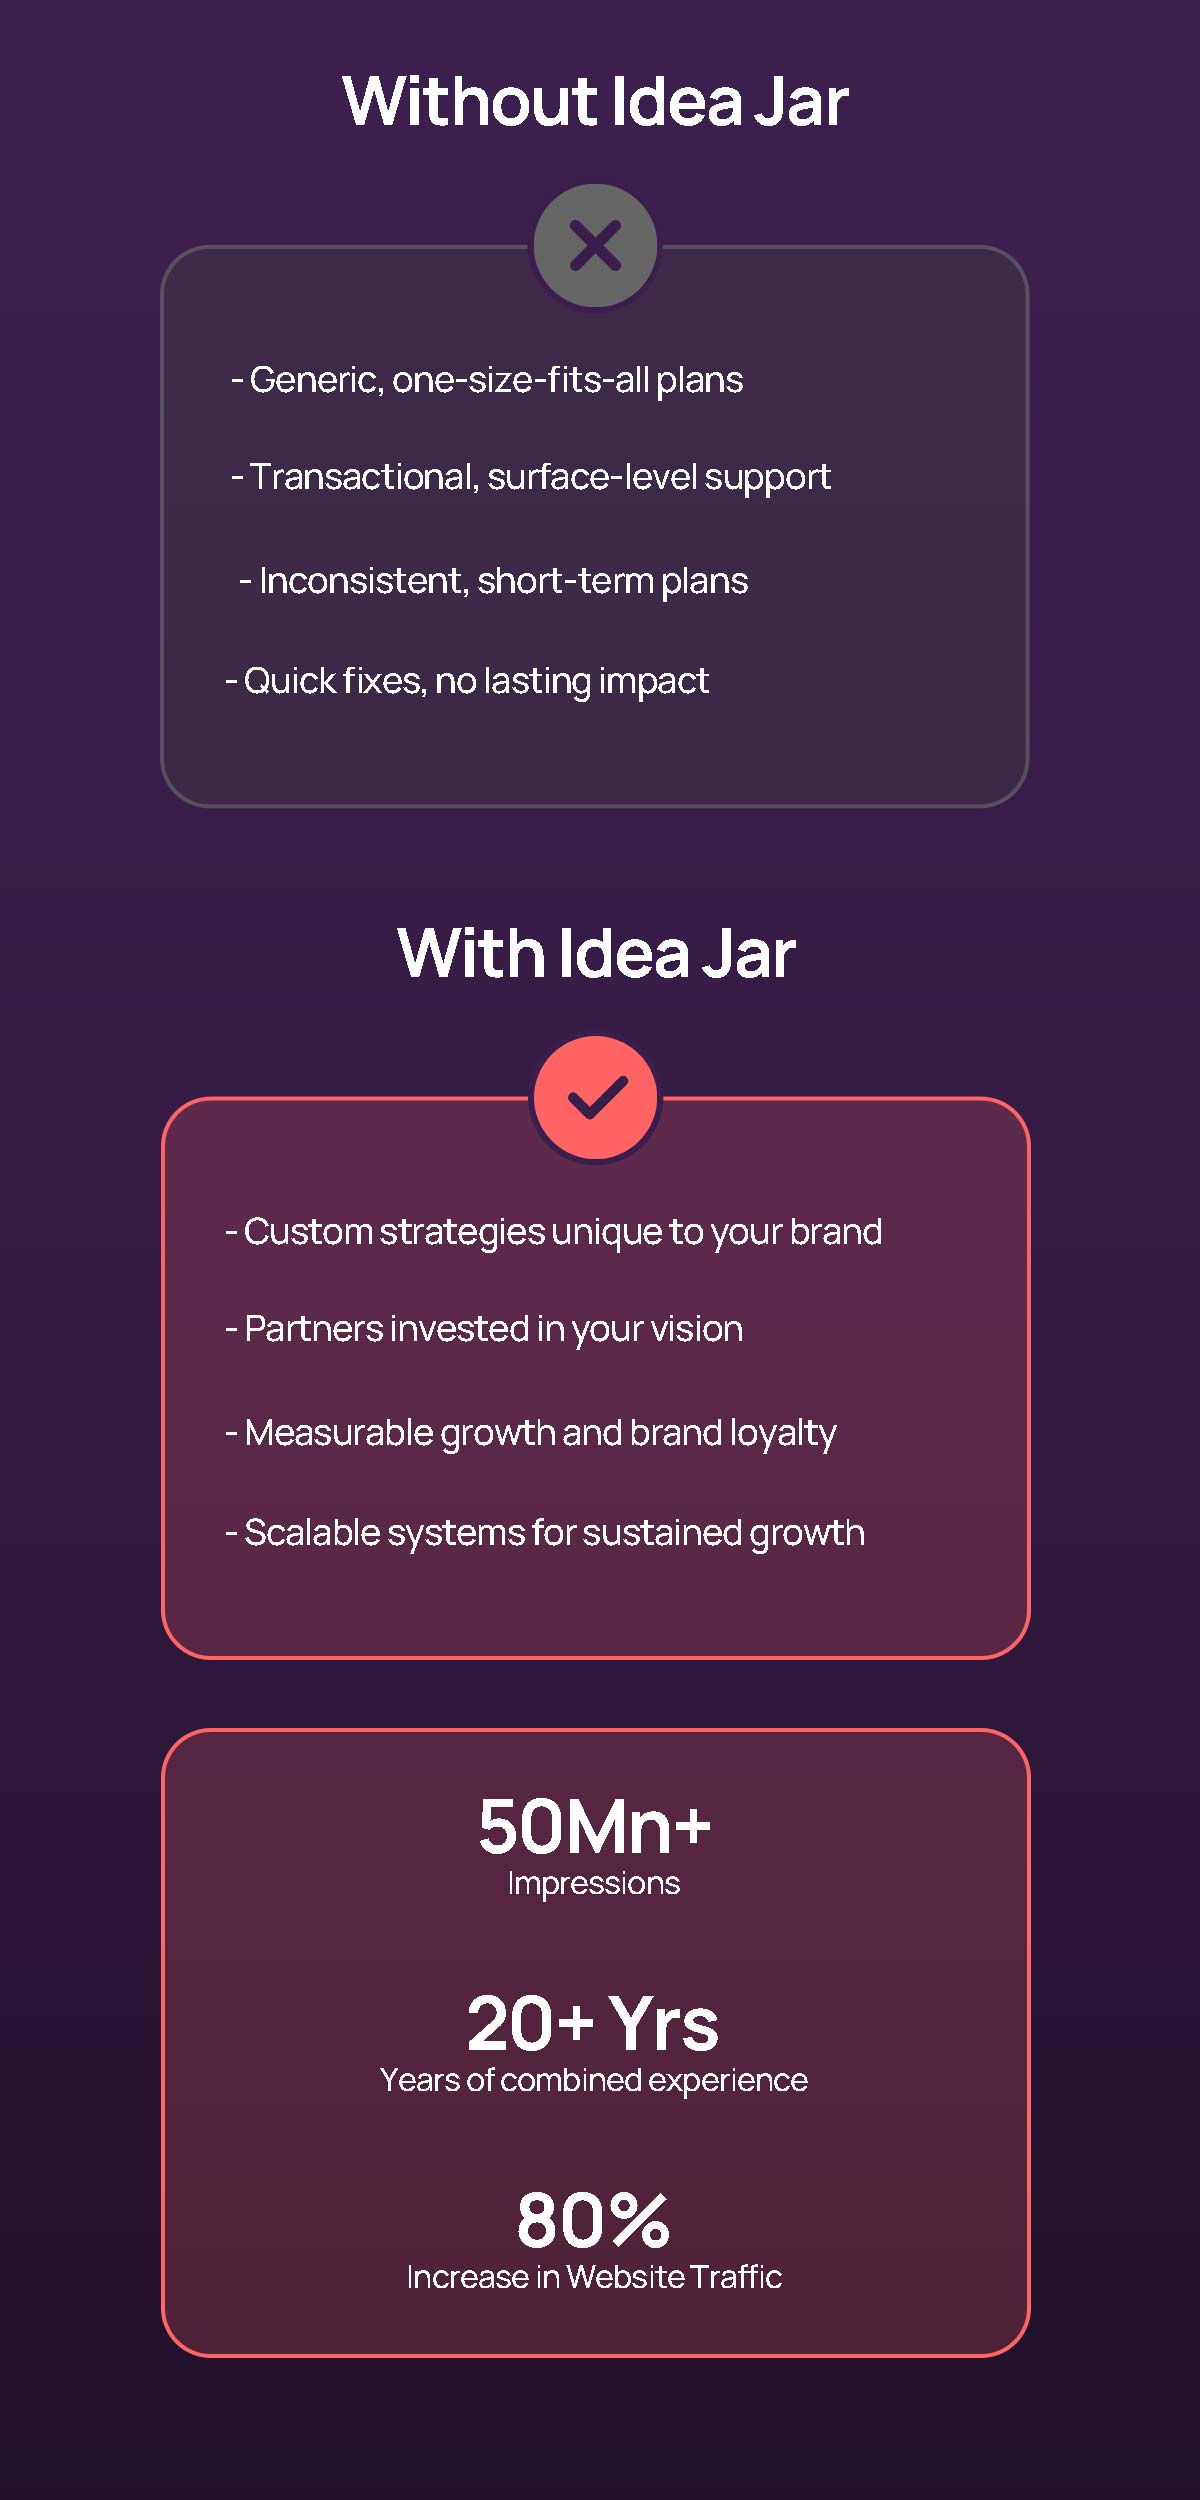 Without Idea Jar
- Generic, one-size-fits-all plans
- Transactional, surface-level support
- Inconsistent, short-term plans
- Quick fixes, no lasting impact
With Idea Jar
- Custom strategies unique to your brand
- Partners invested in your vision
- Measurable growth and brand loyalty
- Scalable systems for sustained growth
50Mn+
Impressions
20+ Yrs
Years of combined experience
80%
Increase in Website Traffic